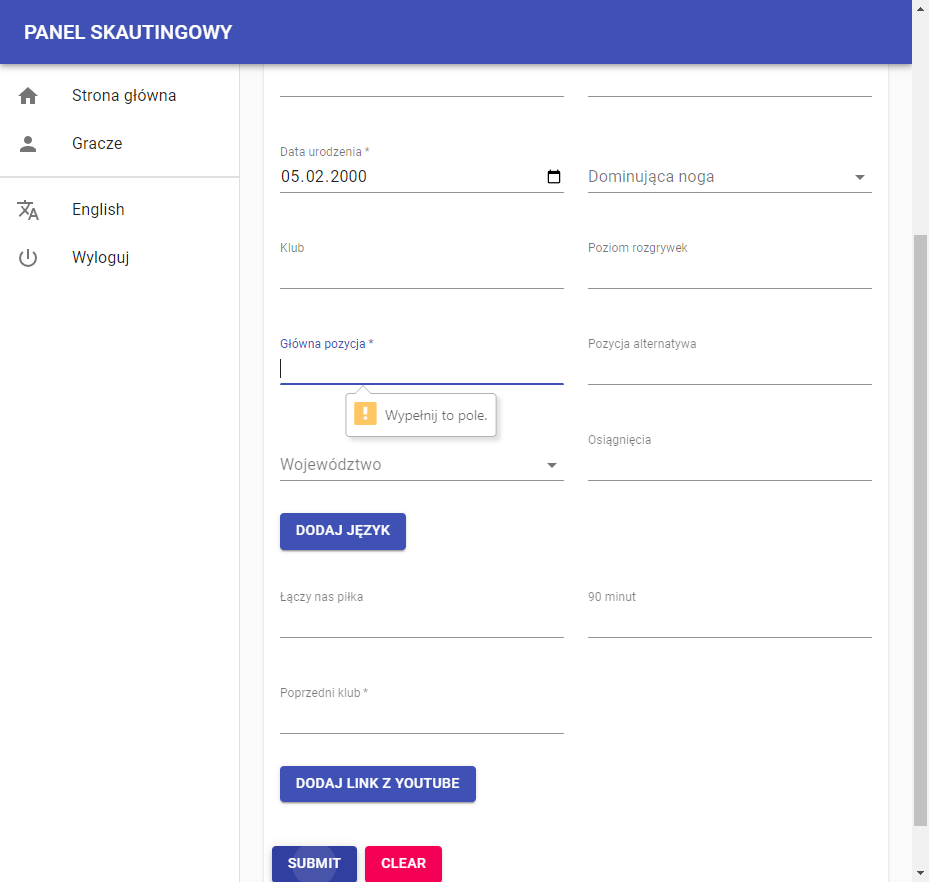 PANEL SKAUTINGOWY
Strona główna
Gracze
English
Wyloguj
Data urodzenia *
05.02.2000
Dominująca noga
Klub
Poziom rozgrywek
Główna pozycja *
Pozycja alternatywa
Wypełnij to pole.
Województwo
Osiągnięcia
DODAJ JĘZYK
Łączy nas piłka
90 minut
Poprzedni klub *
DODAJ LINK Z YOUTUBE
SUBMIT
CLEAR